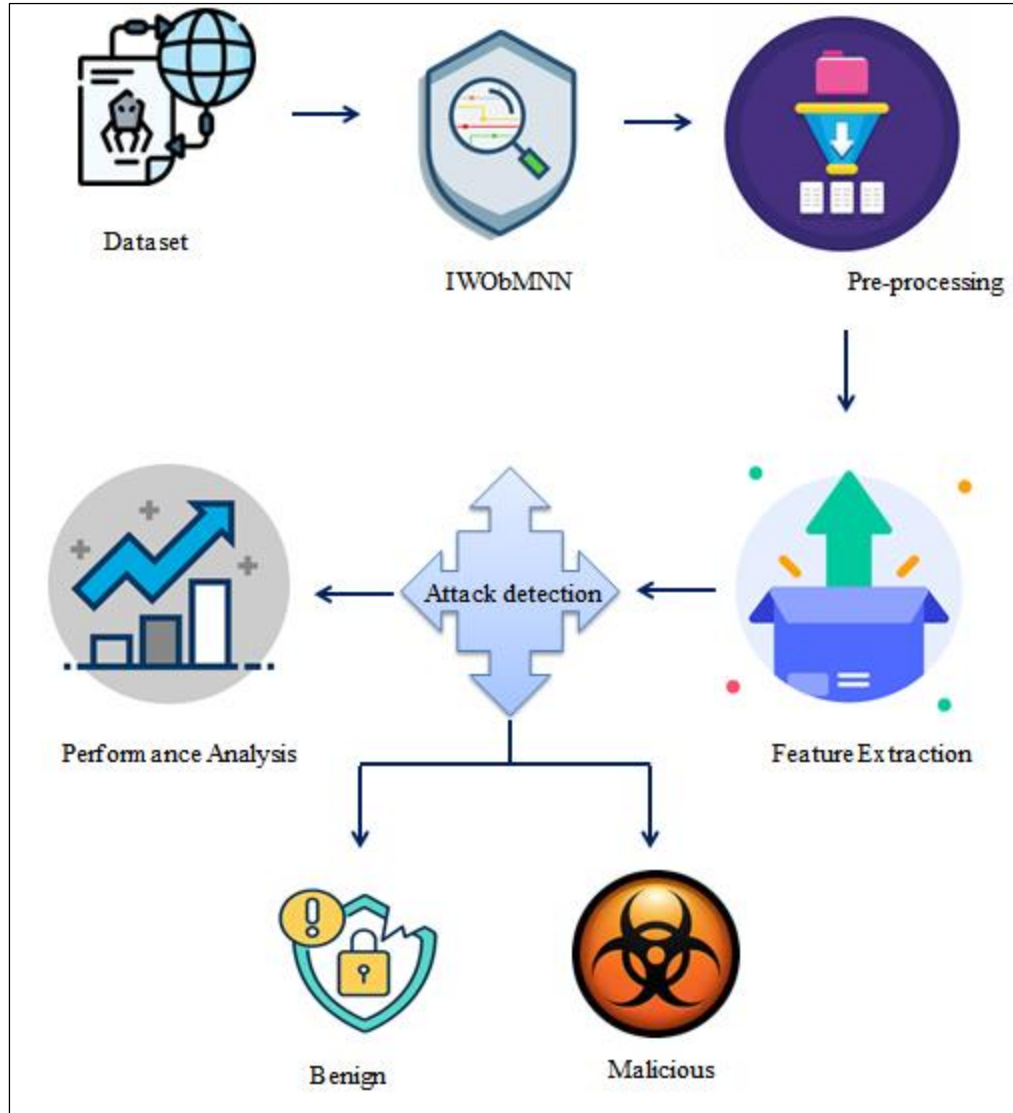 Dataset
IWObMNN
Pre-processing
Attack detection
Performance Analysis
Feature Extraction
Benign
Malicious